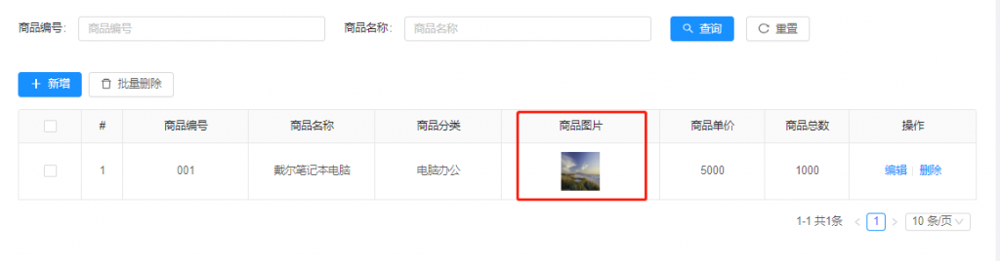 商品编号: 商品编号 商品名称: 商品名称 查询 重置
新增 批量删除
# 商品编号 商品名称 商品分类 商品图片 商品单价 商品总数 操作
1 001 戴尔笔记本电脑 电脑办公 5000 1000 编辑 删除
1-1 共1条 < 1 > 10 条/页